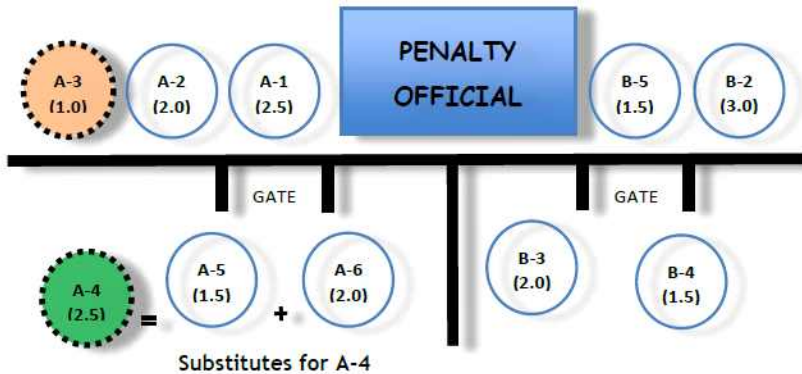 A-3
(1.0)
A-2
(2.0)
A-1
(2.5)
PENALTY
OFFICIAL
B-5
(1.5)
B-2
(3.0)
GATE
GATE
A-4
(2.5)
=
A-5
(1.5)
+
A-6
(2.0)
B-3
(2.0)
B-4
(1.5)
Substitutes for A-4